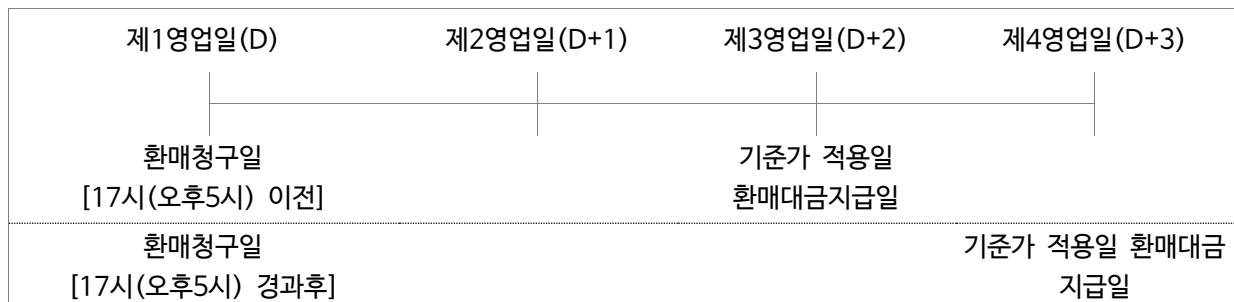 제1영업일(D) 제2영업일(D+1) 제3영업일(D+2) 제4영업일(D+3)
환매청구일 기준가 적용일
[17시(오후5시) 이전] 환매대금지급일
환매청구일 기준가 적용일 환매대금
[17시(오후5시) 경과후] 지급일